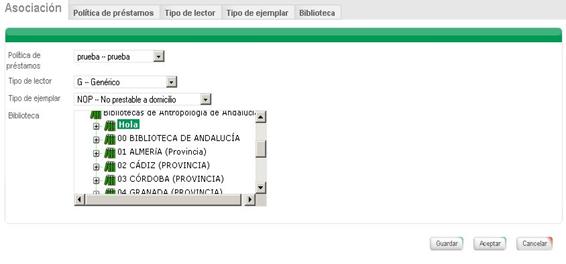 Asociación
Política de préstamos Tipo de lector Tipo de ejemplar Biblioteca
Política de préstamos prueba -- prueba
Tipo de lector G -- Genérico
Tipo de ejemplar NOP -- No prestable a domicilio
Biblioteca
Bibliotecas de Antropología de Andaluc
Hola
00 BIBLIOTECA DE ANDALUCÍA
01 ALMERíA (Provincia)
02 CÁDIZ (PROVINCIA)
03 CÓRDOBA (PROVINCIA)
04 GRANADA (PROVINCIA)
Guardar Aceptar Cancelar